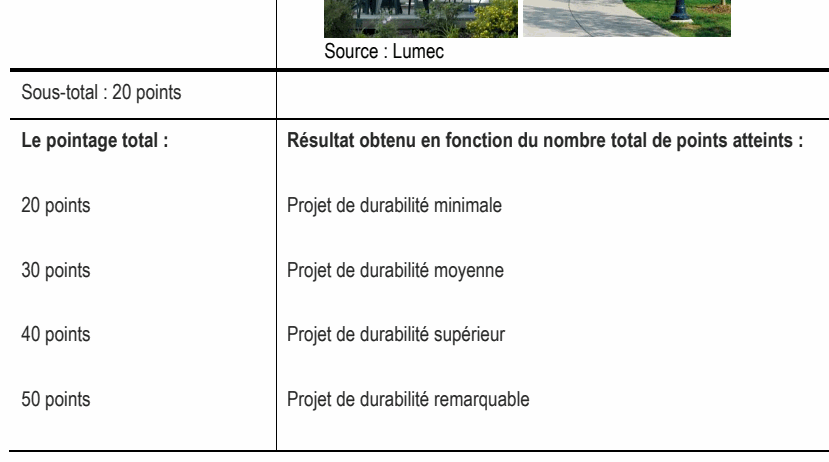 Source : Lumec
Sous-total : 20 points
Le pointage total :
Résultat obtenu en fonction du nombre total de points atteints :
20 points
Projet de durabilité minimale
30 points
Projet de durabilité moyenne
40 points
Projet de durabilité supérieur
50 points
Projet de durabilité remarquable